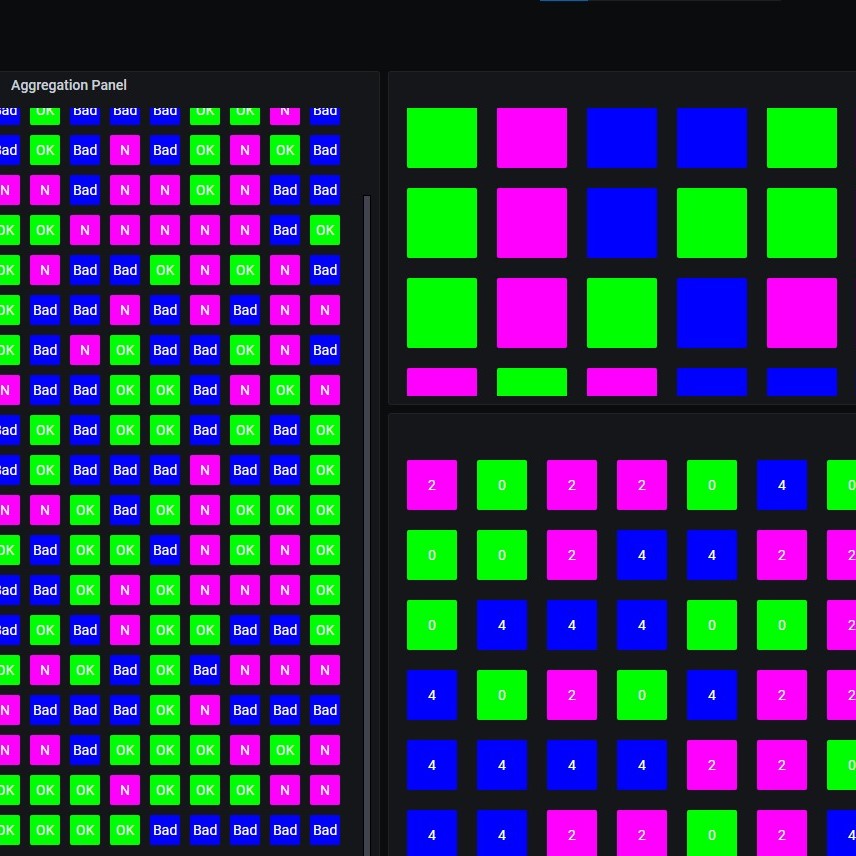 Aggregation Panel
Bad OK Bad Bad Bad OK OK N Bad
Bad OK Bad N Bad OK N OK Bad
N N Bad N N OK N Bad Bad
OK OK N N N N N Bad OK
OK N Bad Bad OK N OK N Bad
OK Bad Bad N Bad N Bad N N
OK Bad N OK Bad Bad OK N Bad
N Bad Bad OK OK Bad N OK N
Bad OK Bad OK OK Bad OK Bad OK
Bad OK Bad Bad Bad N Bad Bad OK
N N OK Bad OK N OK OK OK
OK Bad OK OK Bad N OK N OK
Bad Bad OK N OK N N N OK
Bad OK Bad N OK OK Bad Bad OK
OK N OK Bad OK Bad N N N
N Bad Bad Bad OK N Bad Bad Bad
N N Bad OK OK OK N OK N
OK OK OK N OK OK OK N N
OK OK OK OK Bad Bad Bad Bad Bad
2 0 2 2 0 4 0
0 0 2 4 4 2 2
0 4 4 4 0 0 2
4 0 2 0 4 2 2
4 4 4 4 2 2 0
4 4 2 2 0 2 4